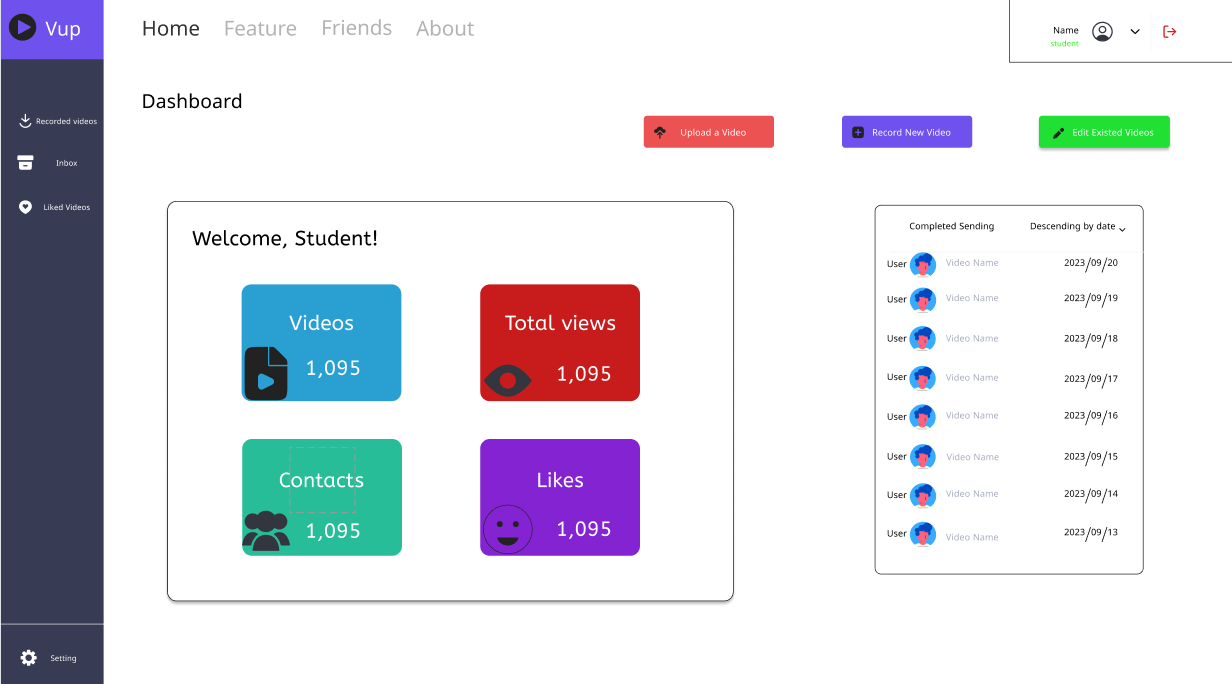 Vup
Home Feature Friends About
Name
student
Dashboard
Upload a Video
Record New Video
Edit Existed Videos
Recorded videos
Inbox
Liked Videos
Setting
Welcome, Student!
Videos
1,095
Total views
1,095
Contacts
1,095
Likes
1,095
Completed Sending Descending by date
User Video Name 2023/09/20
User Video Name 2023/09/19
User Video Name 2023/09/18
User Video Name 2023/09/17
User Video Name 2023/09/16
User Video Name 2023/09/15
User Video Name 2023/09/14
User Video Name 2023/09/13